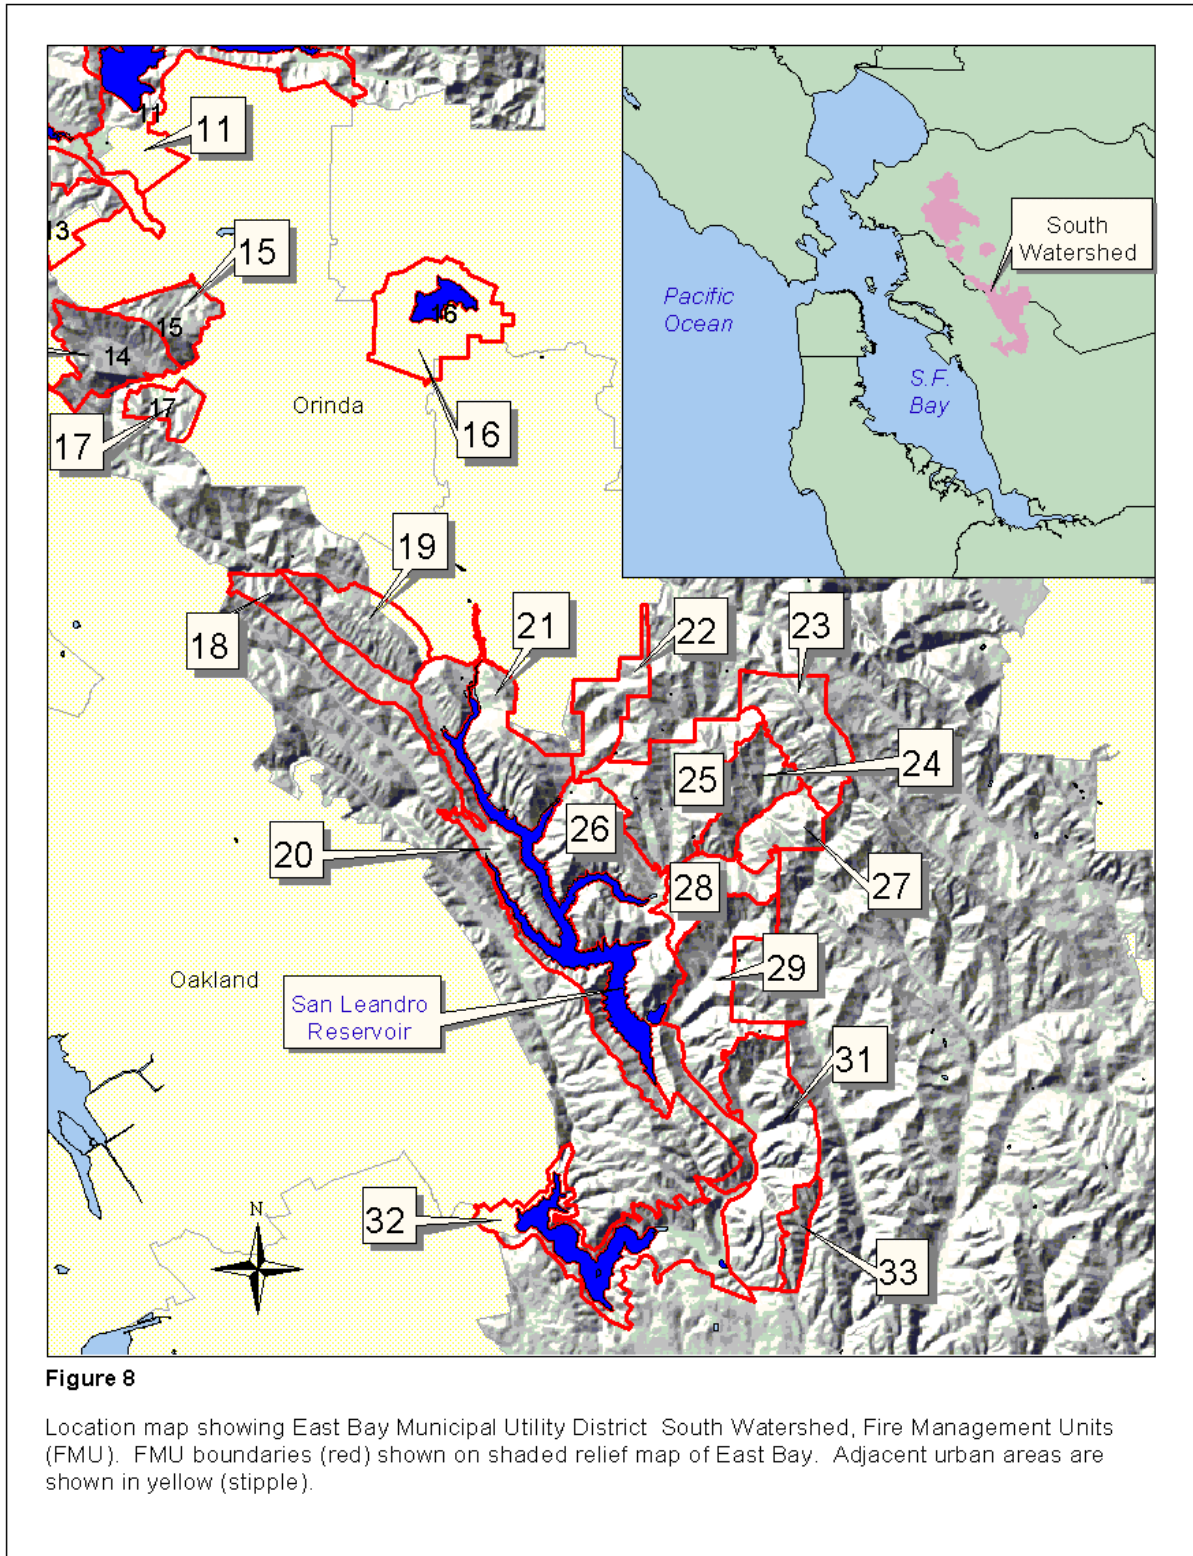 11
11
13
15
15
14
17
17
16
16
Orinda
Pacific
Ocean
S.F.
Bay
South
Watershed
19
18
21
22
23
24
25
26
20
28
27
29
Oakland
San Leandro
Reservoir
31
32
33
N
Figure 8
Location map showing East Bay Municipal Utility District South Watershed, Fire Management Units
(FMU). FMU boundaries (red) shown on shaded relief map of East Bay. Adjacent urban areas are
shown in yellow (stipple).